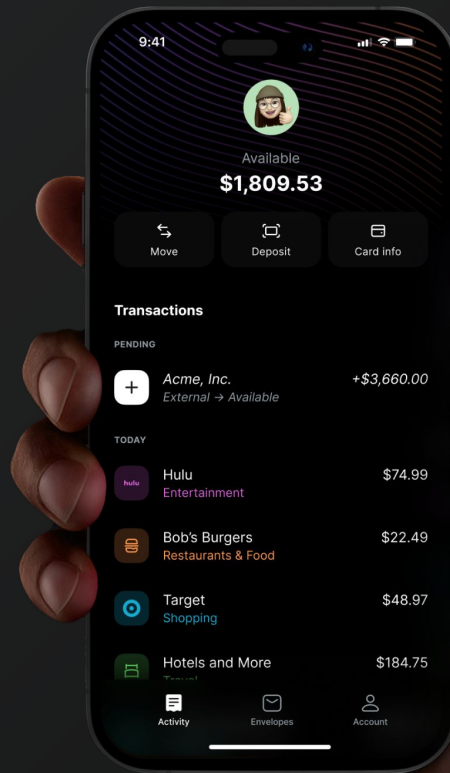 9:41
Available
$1,809.53
Move
Deposit
Card info
Transactions
PENDING
Acme, Inc.
+$3,660.00
External → Available
TODAY
hulu
Hulu
$74.99
Entertainment
Bob's Burgers
$22.49
Restaurants & Food
Target
$48.97
Shopping
Hotels and More
$184.75
Travel
Activity
Envelopes
Account